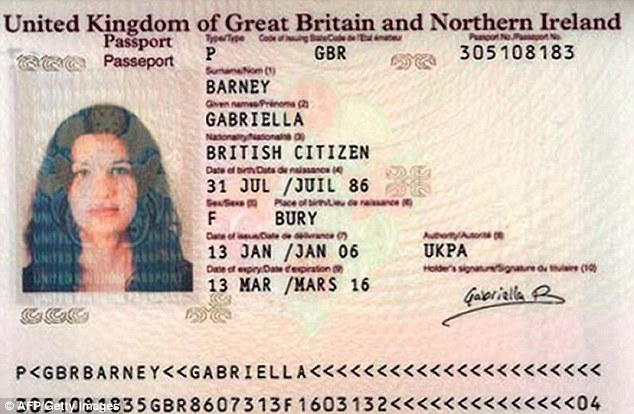 United Kingdom of Great Britain and Northern Ireland
Passport Type/Type Code of issuing State/Code de l'Etat émetteur Passport No./Passeport No.
Passeport P GBR 305108183
Surname/Nom (1)
BARNEY
Given names/Prénoms (2)
GABRIELLA
Nationality/Nationalité (3)
BRITISH CITIZEN
Date of birth/Date de naissance (4)
31 JUL /JUIL 86
Sex/Sexe (5) Place of birth/Lieu de naissance (6)
F BURY
Date of issue/Date de délivrance (7) Authority/Autorité (8)
13 JAN /JAN 06 UKPA
Date of expiry/Date d'expiration (9) Holder's signature/Signature du titulaire (10)
13 MAR /MARS 16
Gabriella B
P<GBRBARNEY<<GABRIELLA<<<<<<<<<<<<<<<<<<<<<<
GBR8607313F1603132<<<<<<<<<<<<<<04
© AFP/Getty Images